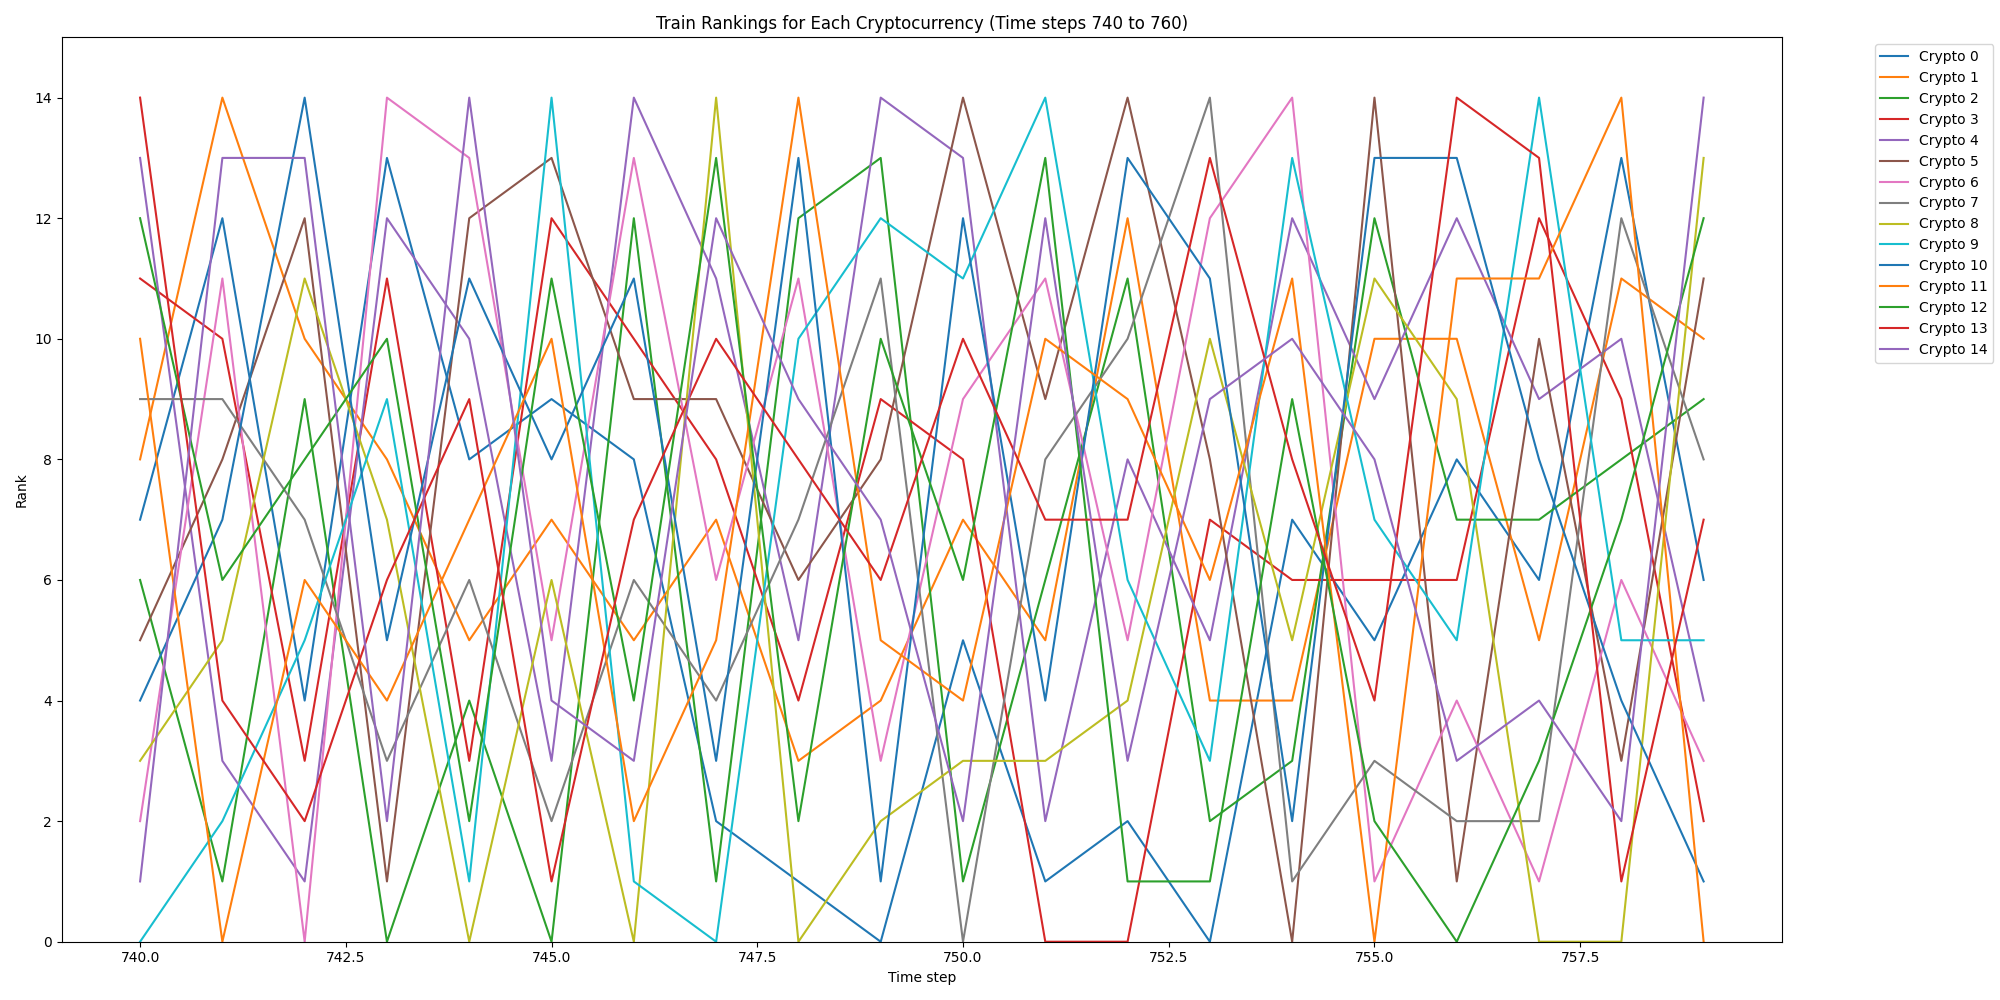 Train Rankings for Each Cryptocurrency (Time steps 740 to 760)
Rank
14
12
10
8
6
4
2
0
740.0 742.5 745.0 747.5 750.0 752.5 755.0 757.5
Time step
Crypto 0
Crypto 1
Crypto 2
Crypto 3
Crypto 4
Crypto 5
Crypto 6
Crypto 7
Crypto 8
Crypto 9
Crypto 10
Crypto 11
Crypto 12
Crypto 13
Crypto 14